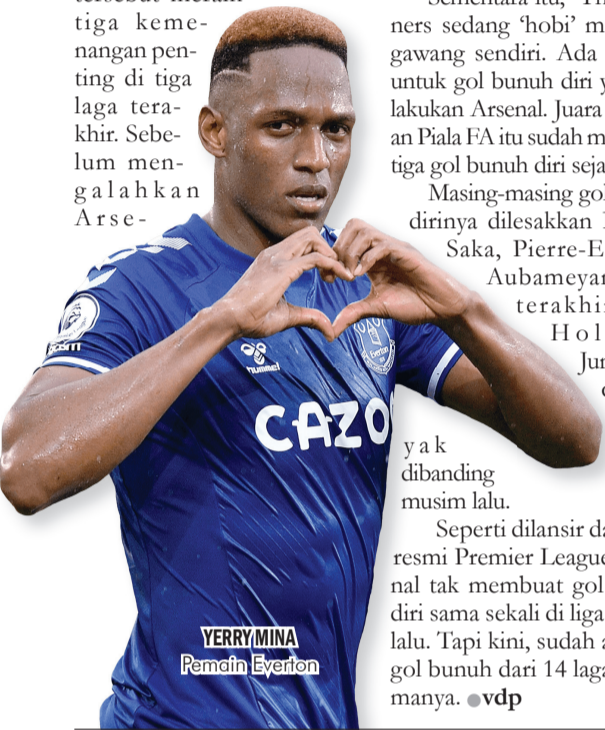 tiga keme-
nangan pen-
ting di tiga
laga tera-
khir. Sebe-
lum men-
galahkan
Arse-
ners sedang ‘hobi’ m
gawang sendiri. Ada
untuk gol bunuh diri y
lakukan Arsenal. Juara
an Piala FA itu sudah m
tiga gol bunuh diri seja
Masing-masing gol
dirinya dilesakkan
Saka, Pierre-E
Aubameyan
terakhir
Hol
Jur
yak
dibanding
musim lalu.
Seperti dilansir da
resmi Premier League
nal tak membuat gol
diri sama sekali di liga
lalu. Tapi kini, sudah a
gol bunuh dari 14 laga
manya. ●vdp
hummel
Everton
CAZO
YERRY MINA
Pemain Everton